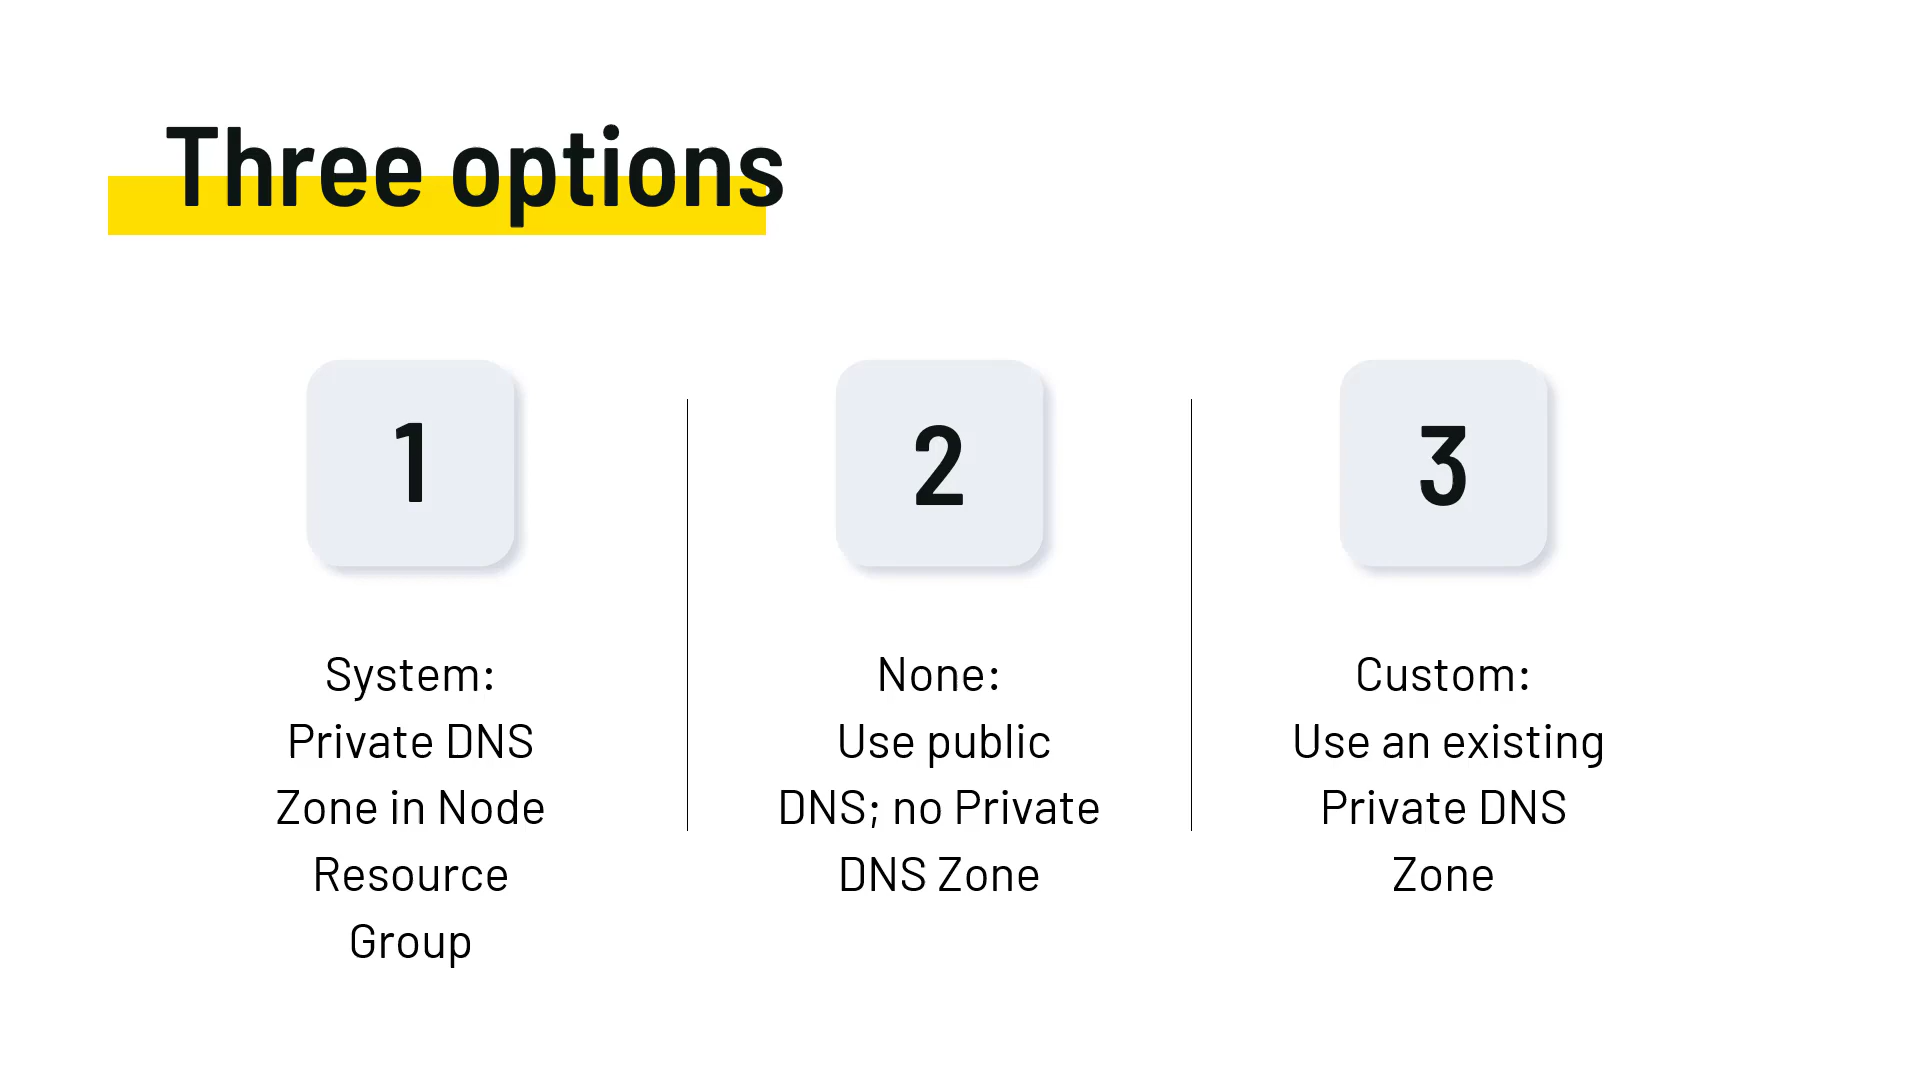 Three options
1
System:
Private DNS
Zone in Node
Resource
Group
2
None:
Use public
DNS; no Private
DNS Zone
3
Custom:
Use an existing
Private DNS
Zone